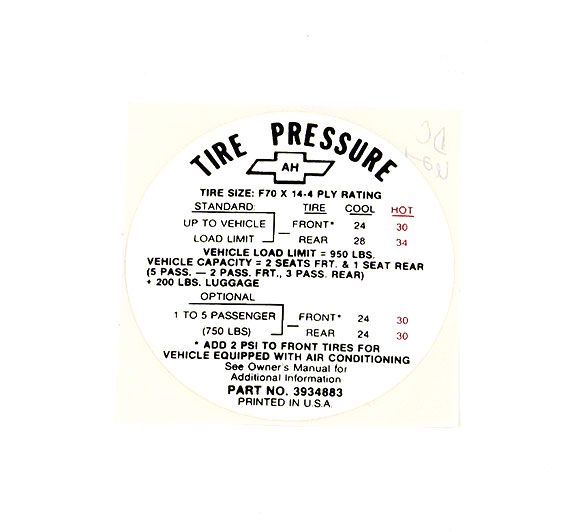 TIRE PRESSURE
AH
TIRE SIZE: F70 X 14-4 PLY RATING
STANDARD TIRE COOL HOT
UP TO VEHICLE — FRONT* 24 30
LOAD LIMIT REAR 28 34
VEHICLE LOAD LIMIT = 950 LBS.
VEHICLE CAPACITY = 2 SEATS FRT. & 1 SEAT REAR
(5 PASS. — 2 PASS. FRT., 3 PASS. REAR)
+ 200 LBS. LUGGAGE
OPTIONAL
1 TO 5 PASSENGER — FRONT* 24 30
(750 LBS) REAR 24 30
* ADD 2 PSI TO FRONT TIRES FOR
VEHICLE EQUIPPED WITH AIR CONDITIONING
See Owner's Manual for
Additional Information
PART NO. 3934883
PRINTED IN U.S.A.